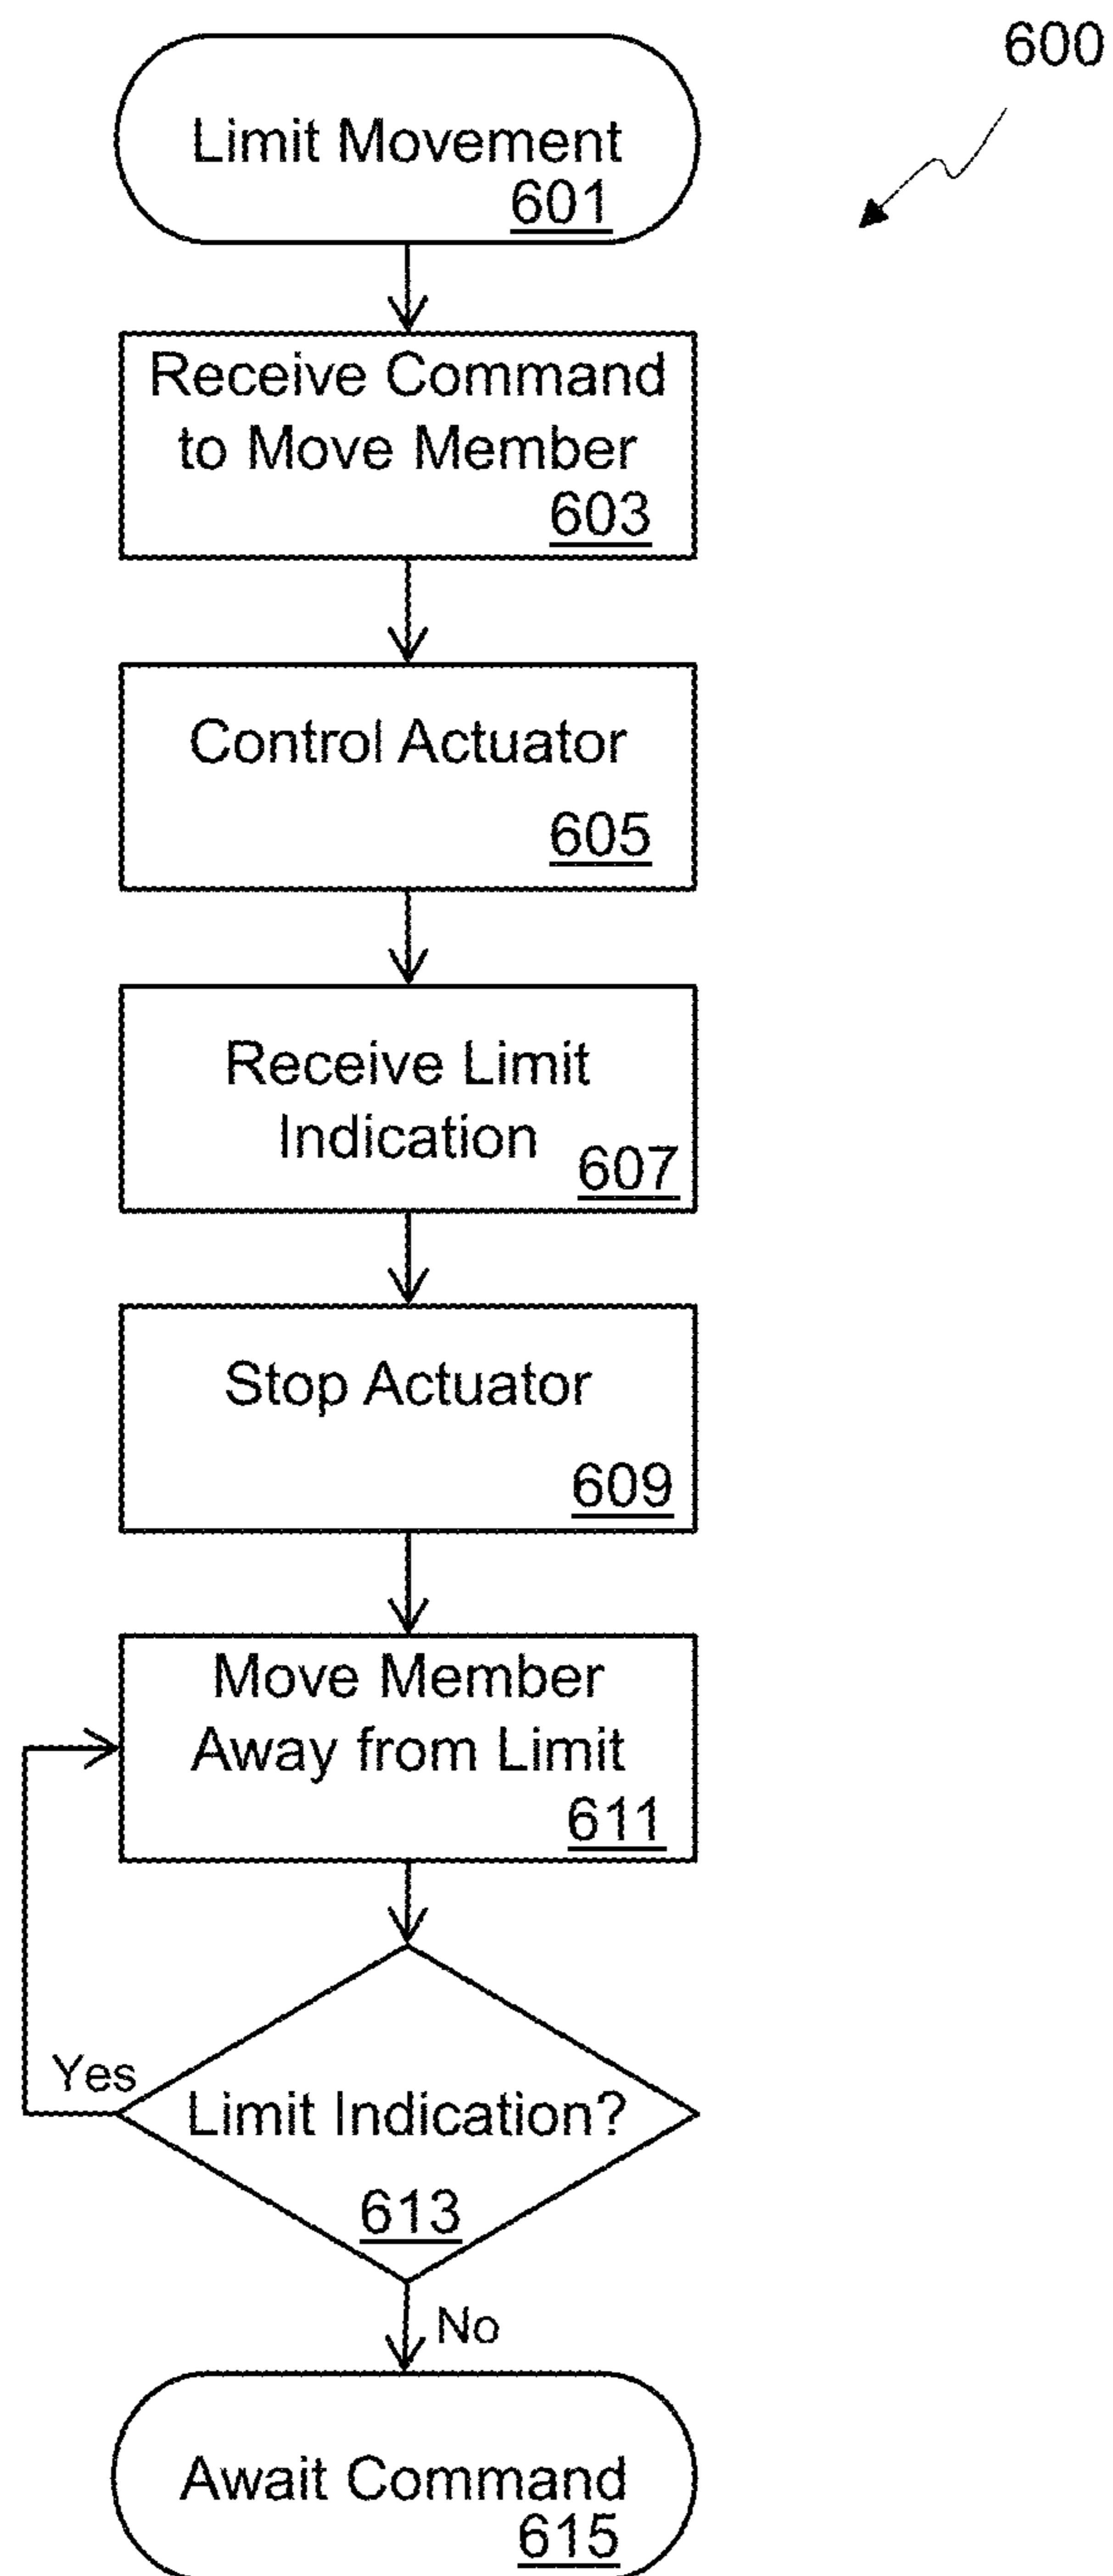 600
Limit Movement
601
Receive Command
to Move Member
603
Control Actuator
605
Receive Limit
Indication
607
Stop Actuator
609
Move Member
Away from Limit
611
Yes
Limit Indication?
613
No
Await Command
615